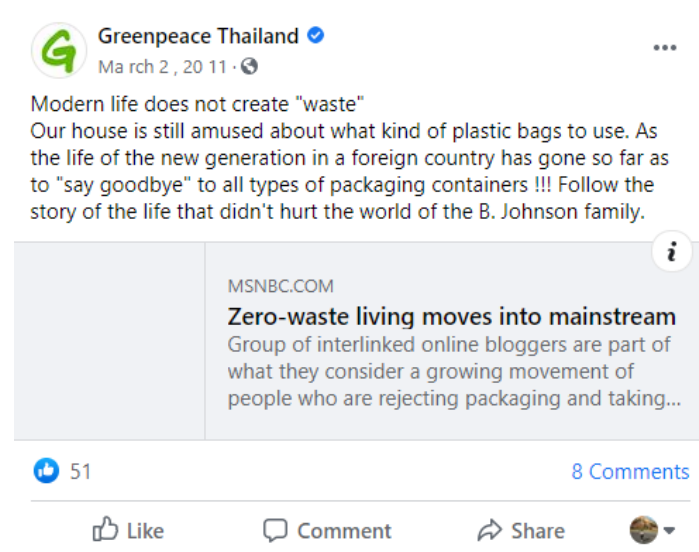 Greenpeace Thailand
Ma rch 2 , 20 11 ·
Modern life does not create "waste"
Our house is still amused about what kind of plastic bags to use. As
the life of the new generation in a foreign country has gone so far as
to "say goodbye" to all types of packaging containers !!! Follow the
story of the life that didn't hurt the world of the B. Johnson family.
MSNBC.COM
Zero-waste living moves into mainstream
Group of interlinked online bloggers are part of
what they consider a growing movement of
people who are rejecting packaging and taking...
51
8 Comments
Like
Comment
Share